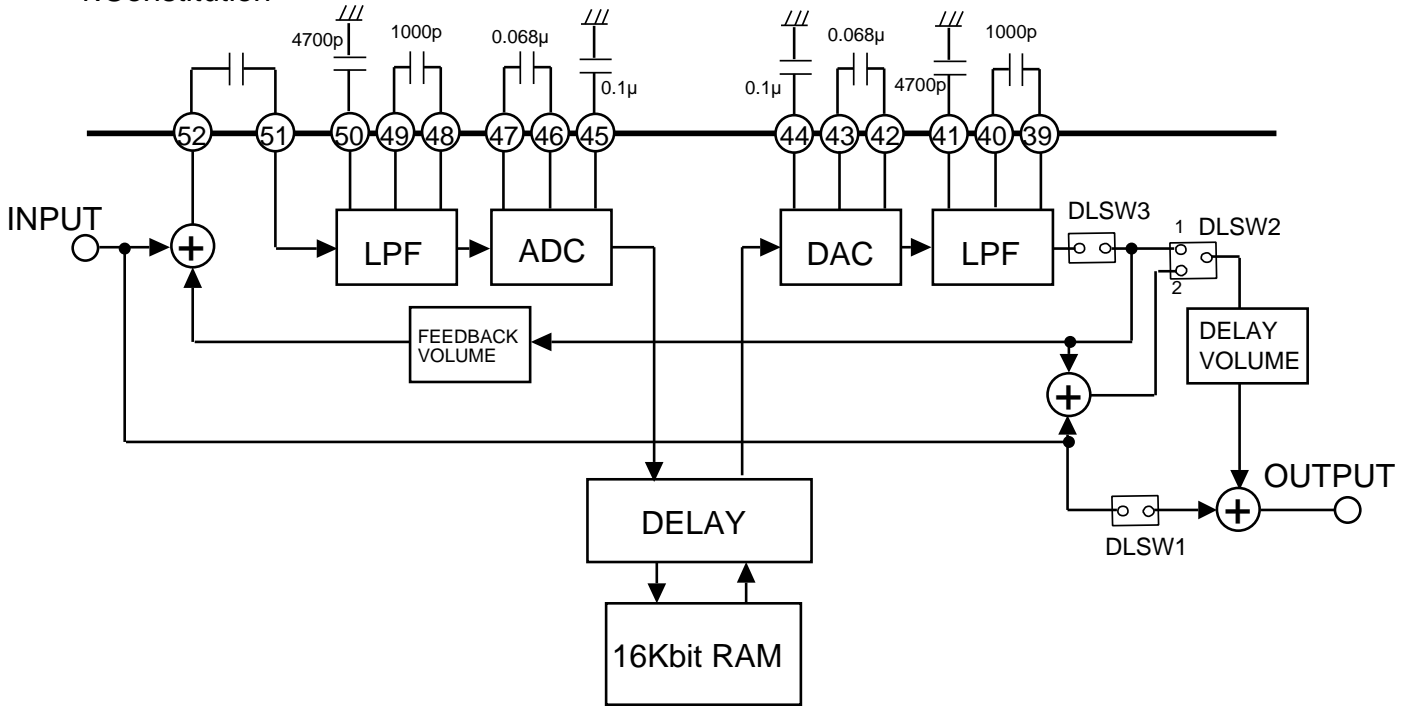 4700p
1000p
0.068µ
0.1µ
0.1µ
0.068µ
4700p
1000p
52
51
50
49
48
47
46
45
44
43
42
41
40
39
INPUT
+
LPF
ADC
DAC
LPF
DLSW3
1
2
DLSW2
FEEDBACK
VOLUME
+
DELAY
VOLUME
DELAY
DLSW1
+
OUTPUT
16Kbit RAM